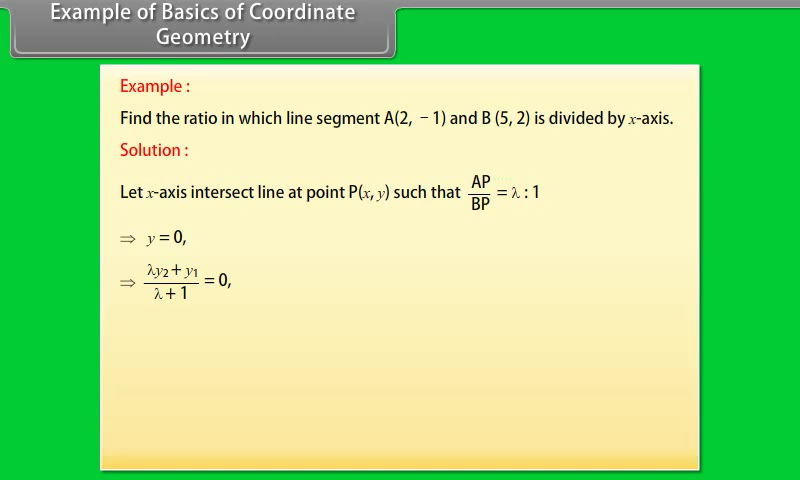 Example of Basics of Coordinate
Geometry
Example :
Find the ratio in which line segment A(2, −1) and B (5, 2) is divided by x-axis.
Solution :
Let x-axis intersect line at point P(x, y) such that AP/BP = λ : 1
⇒ y = 0,
⇒ (λy₂ + y₁)/(λ + 1) = 0,